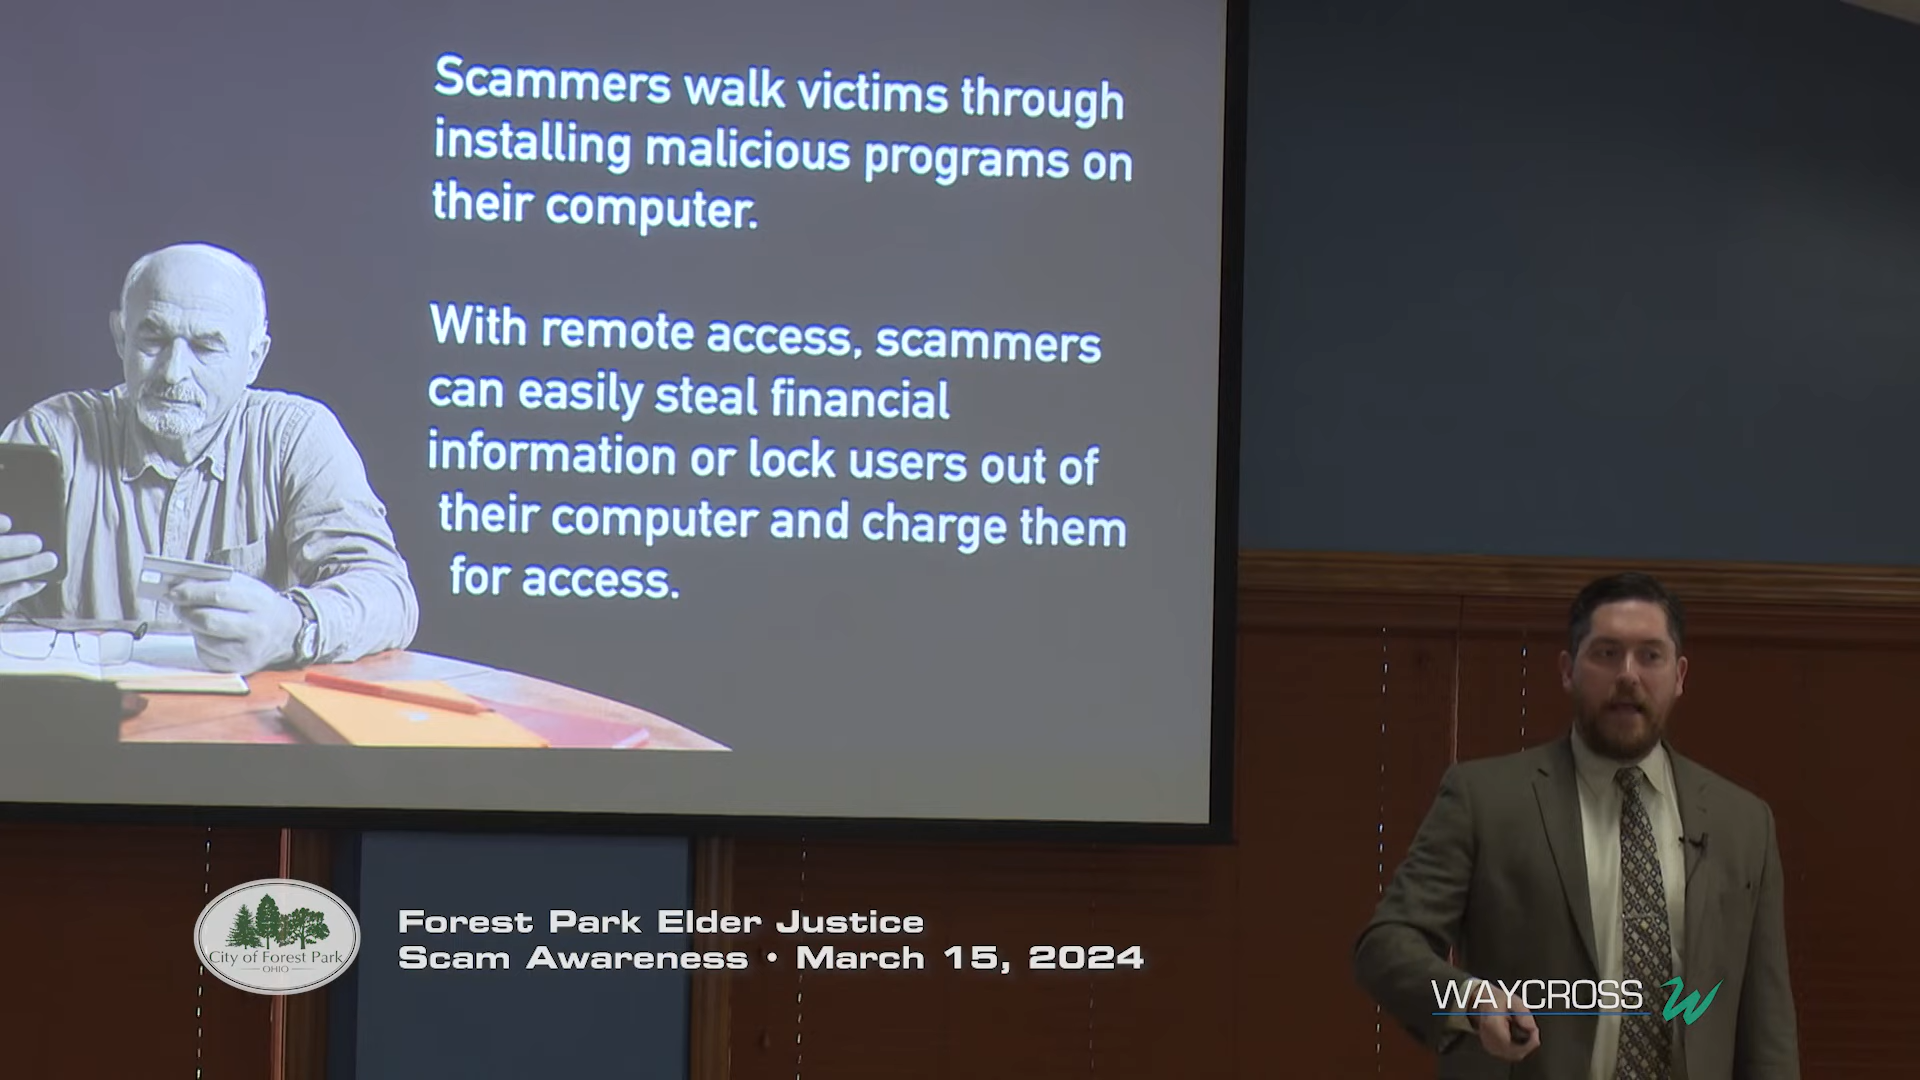 Scammers walk victims through
installing malicious programs on
their computer.
With remote access, scammers
can easily steal financial
information or lock users out of
their computer and charge them
for access.
City of Forest Park
OHIO
Forest Park Elder Justice
Scam Awareness • March 15, 2024
WAYCROSS W